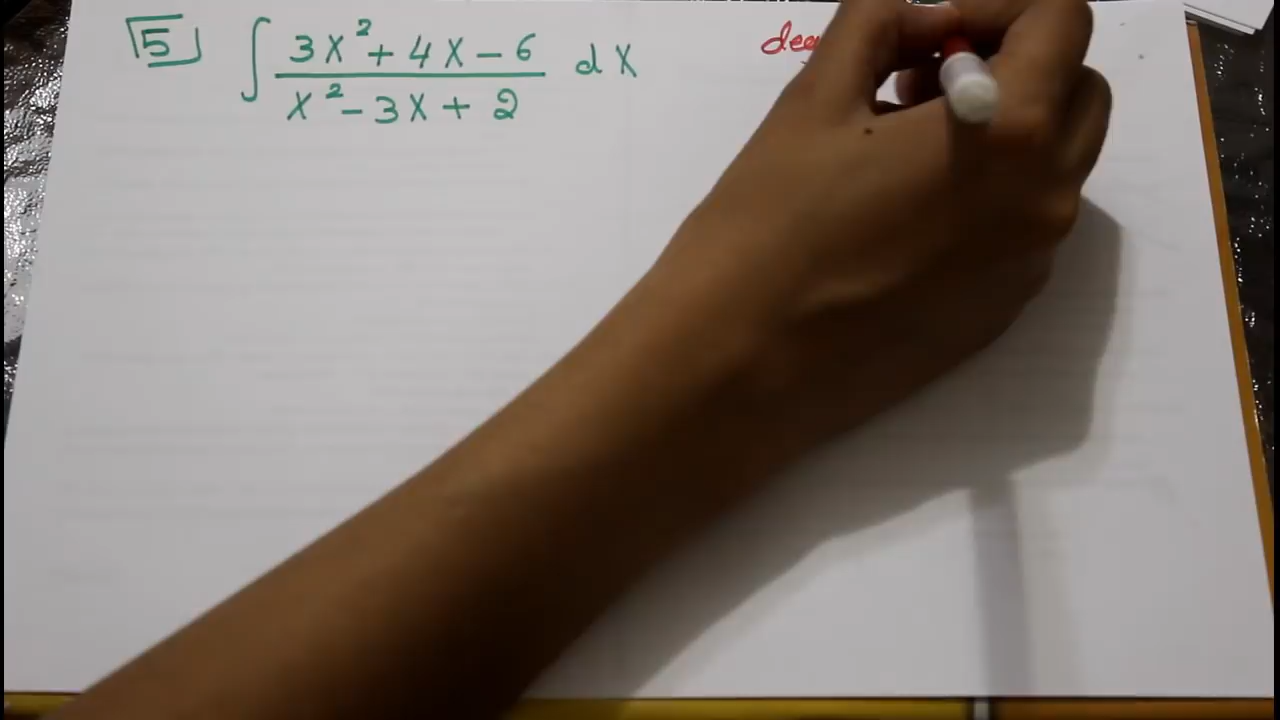 5 ∫ 3x²+4x-6 / x²-3x+2 dx